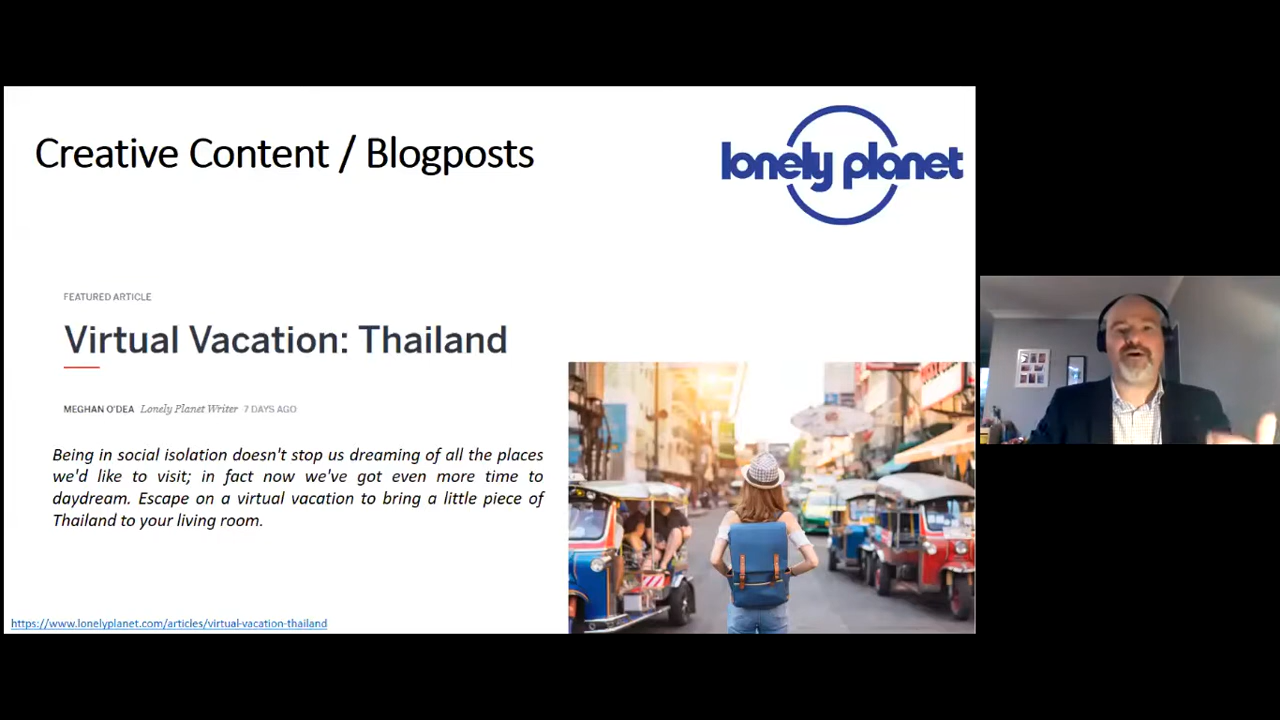 Creative Content / Blogposts
lonely planet
FEATURED ARTICLE
Virtual Vacation: Thailand
MEGHAN O'DEA Lonely Planet Writer 7 DAYS AGO
Being in social isolation doesn't stop us dreaming of all the places
we'd like to visit; in fact now we've got even more time to
daydream. Escape on a virtual vacation to bring a little piece of
Thailand to your living room.
https://www.lonelyplanet.com/articles/virtual-vacation-thailand